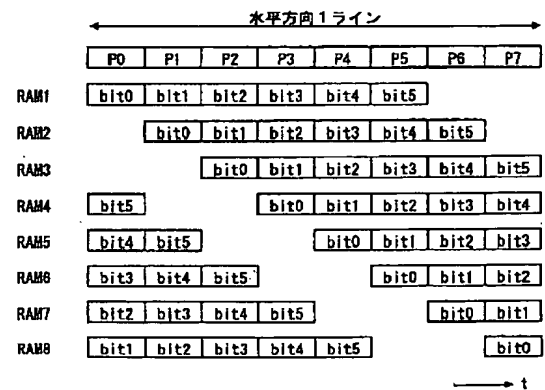 水平方向1ライン
P0 P1 P2 P3 P4 P5 P6 P7
RAM1 bit0 bit1 bit2 bit3 bit4 bit5
RAM2 bit0 bit1 bit2 bit3 bit4 bit5
RAM3 bit0 bit1 bit2 bit3 bit4 bit5
RAM4 bit5 bit0 bit1 bit2 bit3 bit4
RAM5 bit4 bit5 bit0 bit1 bit2 bit3
RAM6 bit3 bit4 bit5 bit0 bit1 bit2
RAM7 bit2 bit3 bit4 bit5 bit0 bit1
RAM8 bit1 bit2 bit3 bit4 bit5 bit0
t